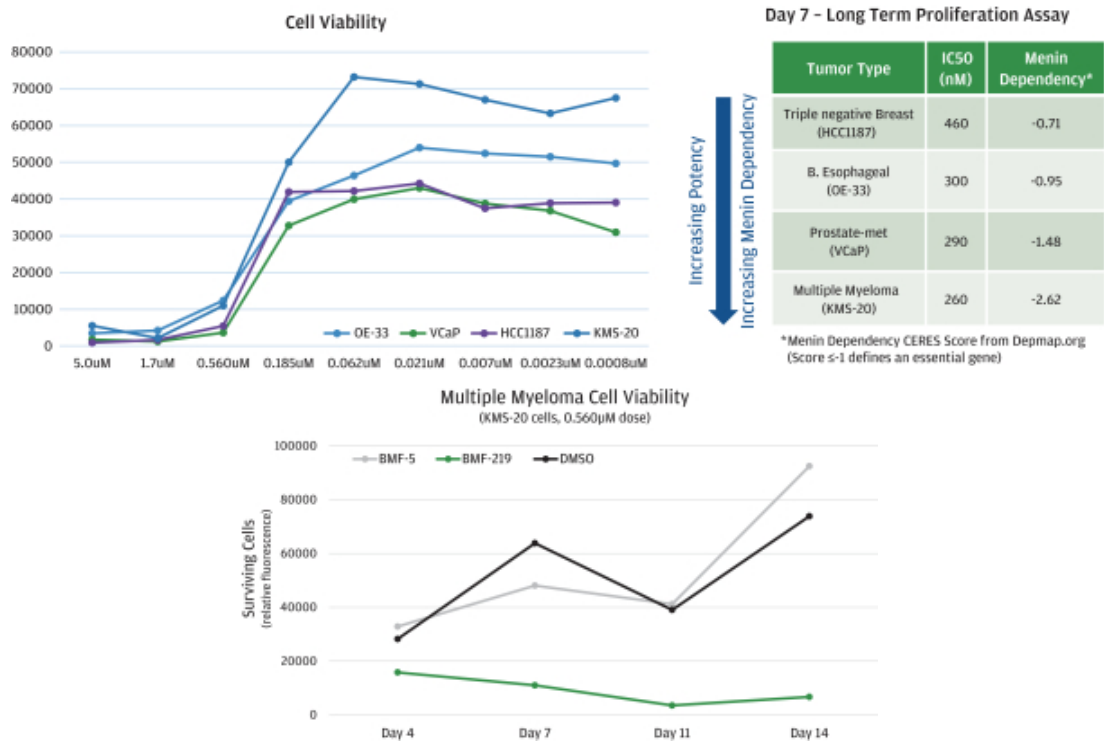 Cell Viability
80000
70000
60000
50000
40000
30000
20000
10000
0
OE-33 VCaP HCC1187 KMS-20
5.0uM 1.7uM 0.560uM 0.185uM 0.062uM 0.021uM 0.007uM 0.0023uM 0.0008uM
Day 7 – Long Term Proliferation Assay
Increasing Potency
Increasing Menin Dependency
Tumor Type IC50 (nM) Menin Dependency*
Triple negative Breast (HCC1187) 460 -0.71
B. Esophageal (OE-33) 300 -0.95
Prostate-met (VCaP) 290 -1.48
Multiple Myeloma (KMS-20) 260 -2.62
*Menin Dependency CERES Score from Depmap.org
(Score ≤-1 defines an essential gene)
Multiple Myeloma Cell Viability
(KMS-20 cells, 0.560µM dose)
BMF-5 BMF-219 DMSO
Surviving Cells
(relative fluorescence)
100000
80000
60000
40000
20000
0
Day 4 Day 7 Day 11 Day 14